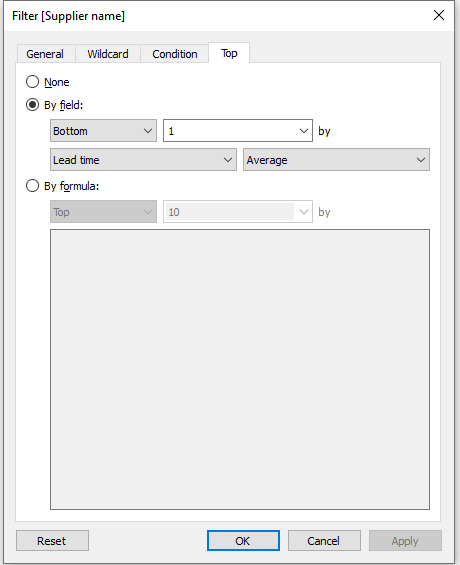 Filter [Supplier name]
General Wildcard Condition Top
None
By field:
Bottom 1 by
Lead time Average
By formula:
Top 10 by
Reset OK Cancel Apply